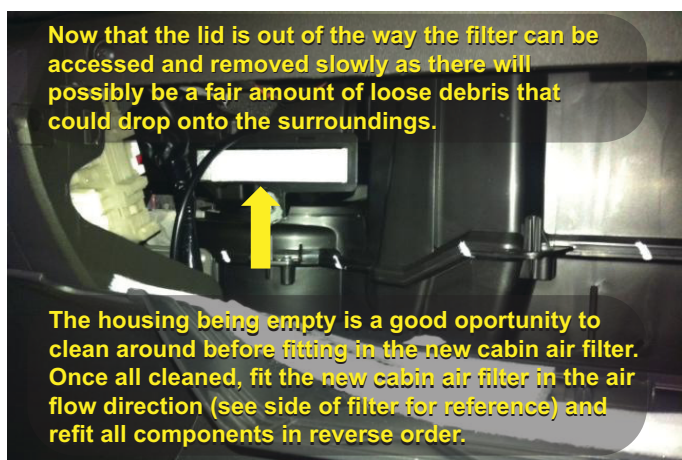 Now that the lid is out of the way the filter can be
accessed and removed slowly as there will
possibly be a fair amount of loose debris that
could drop onto the surroundings.
The housing being empty is a good oportunity to
clean around before fitting in the new cabin air filter.
Once all cleaned, fit the new cabin air filter in the air
flow direction (see side of filter for reference) and
refit all components in reverse order.